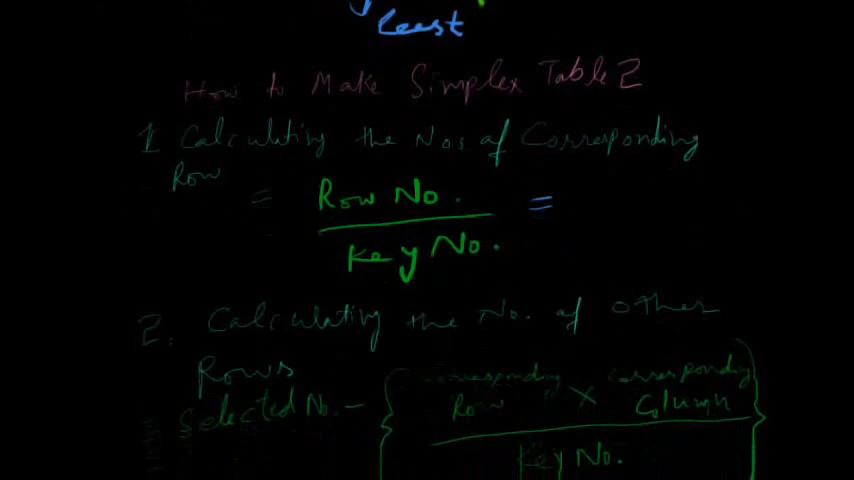 Least
How to Make Simplex Table 2
1 Calculating the Nos of Corresponding
Row
= Row No. =
Key No.
2. Calculating the No. of other
Rows
Selected No. - { corresponding Row × corresponding Column }
Key No.